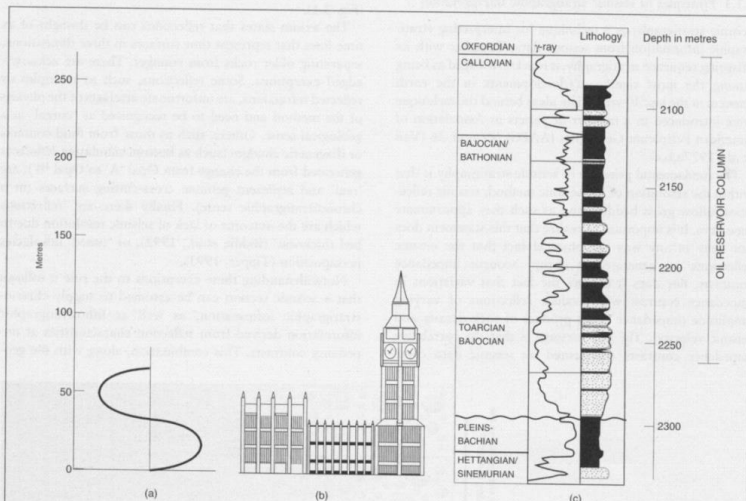 OXFORDIAN
γ-ray
Lithology
Depth in metres
CALLOVIAN
BAJOCIAN/
BATHONIAN
TOARCIAN
BAJOCIAN
PLEINS-
BACHIAN
HETTANGIAN/
SINEMURIAN
2100
2150
2200
2250
2300
OIL RESERVOIR COLUMN
250
200
150
100
50
0
Metres
(a)
(b)
(c)